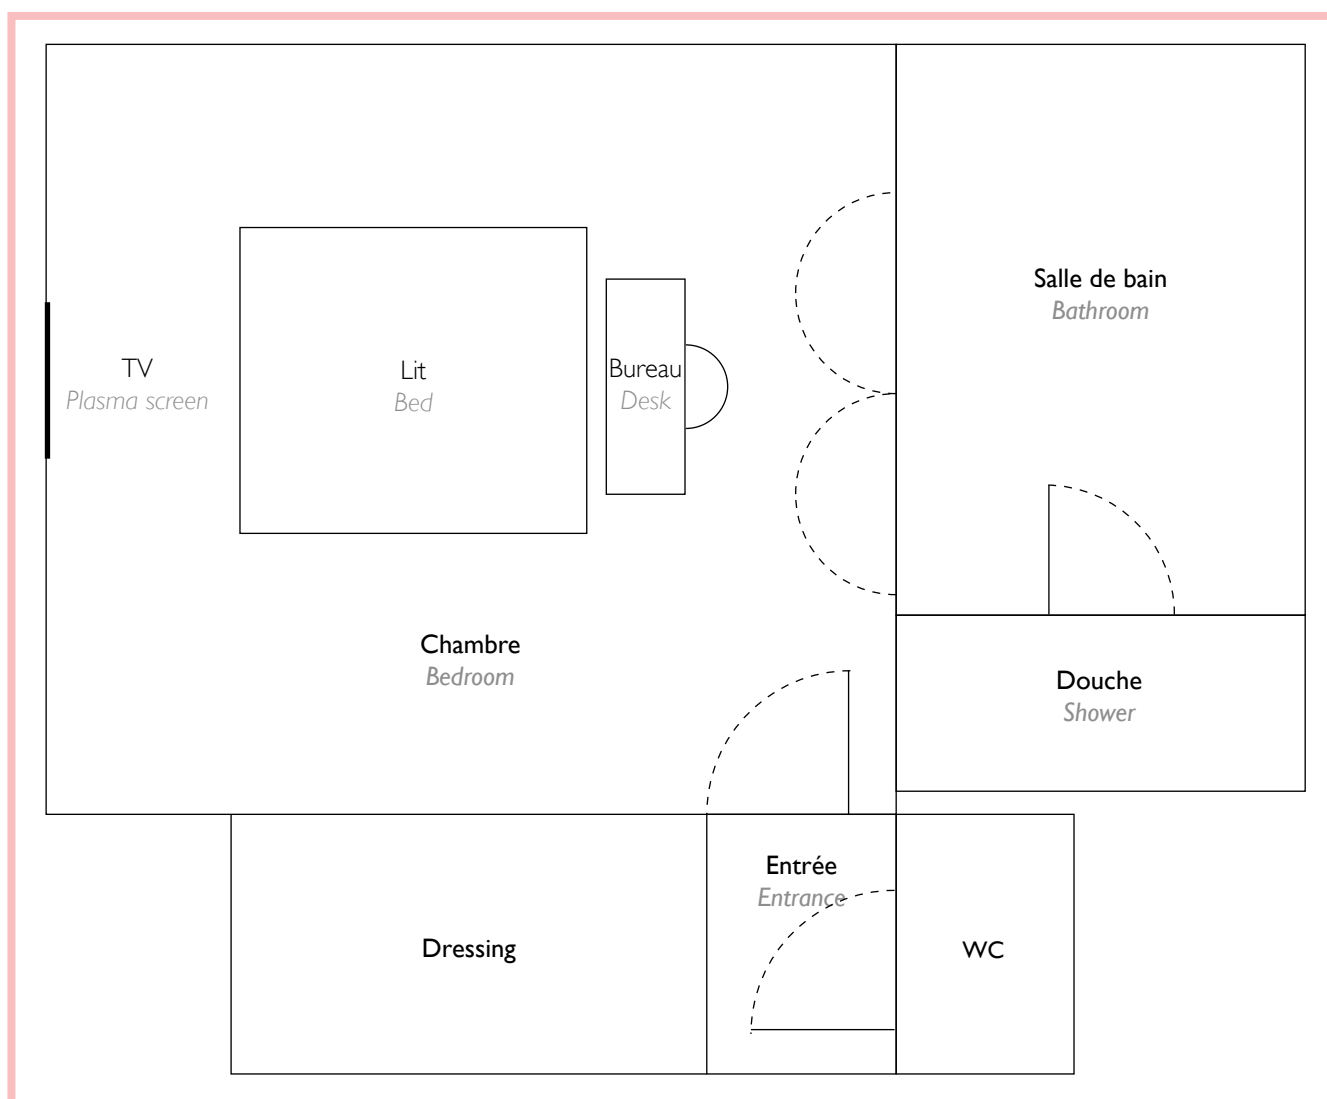 Salle de bain
Bathroom
TV
Plasma screen
Lit
Bed
Bureau
Desk
Chambre
Bedroom
Douche
Shower
Entrée
Entrance
Dressing
WC